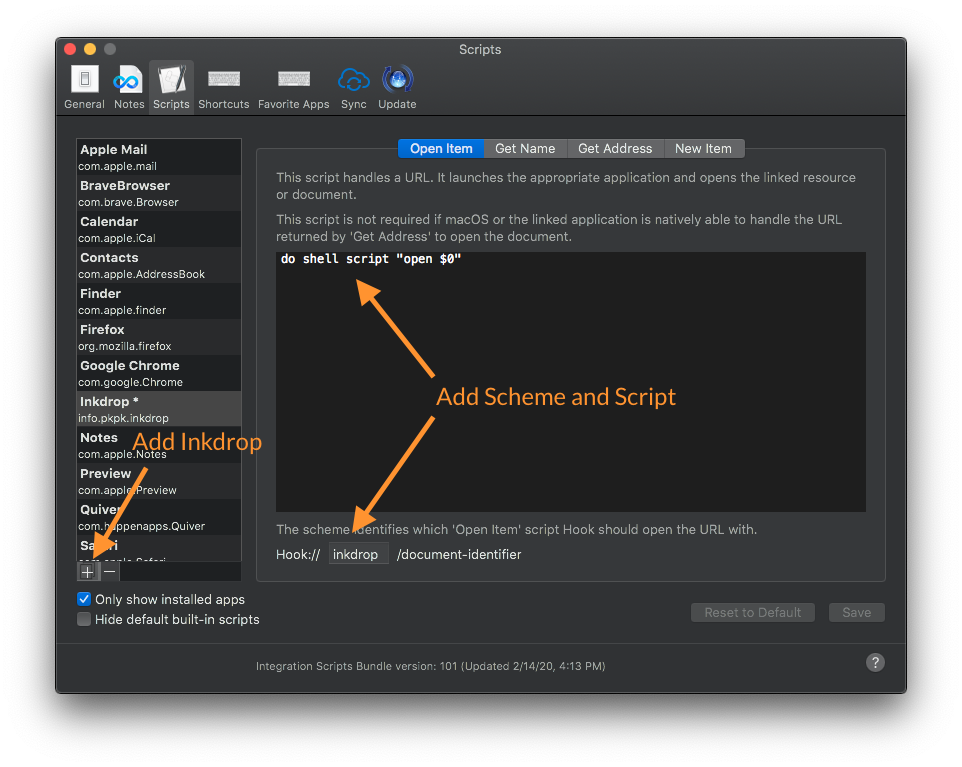 Scripts
General Notes Scripts Shortcuts Favorite Apps Sync Update
Apple Mail
com.apple.mail
BraveBrowser
com.brave.Browser
Calendar
com.apple.iCal
Contacts
com.apple.AddressBook
Finder
com.apple.finder
Firefox
org.mozilla.firefox
Google Chrome
com.google.Chrome
Inkdrop *
info.pkpk.inkdrop
Notes
com.apple.Notes
Preview
com.apple.Preview
Quiver
com.happenapps.Quiver
Safari
com.apple.Safari
Add Inkdrop
Only show installed apps
Hide default built-in scripts
Open Item Get Name Get Address New Item
This script handles a URL. It launches the appropriate application and opens the linked resource
or document.
This script is not required if macOS or the linked application is natively able to handle the URL
returned by 'Get Address' to open the document.
do shell script "open $0"
Add Scheme and Script
The scheme identifies which 'Open Item' script Hook should open the URL with.
Hook:// inkdrop /document-identifier
Reset to Default Save
Integration Scripts Bundle version: 101 (Updated 2/14/20, 4:13 PM)
?